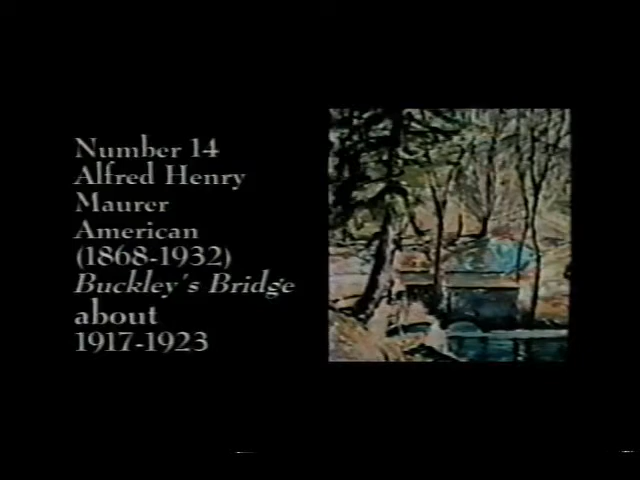 Number 14
Alfred Henry
Maurer
American
(1868-1932)
Buckley's Bridge
about
1917-1923